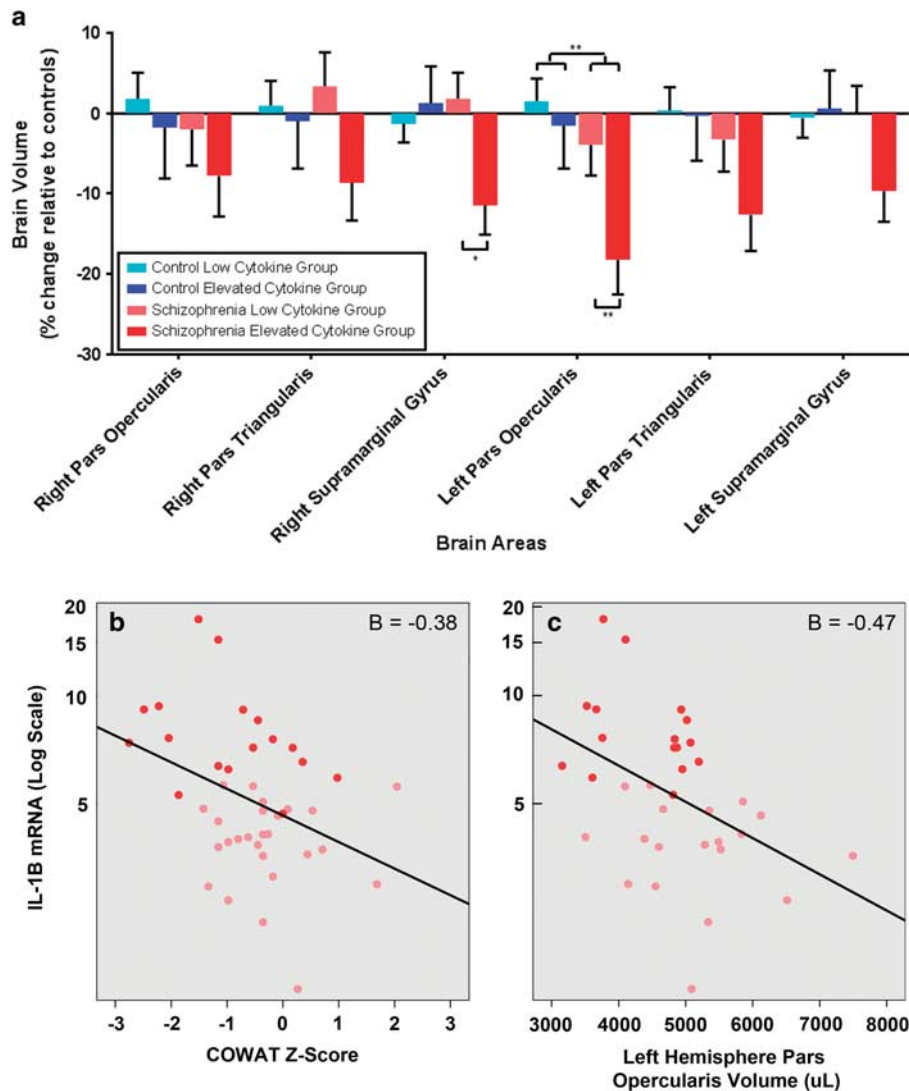 a
Brain Volume
(% change relative to controls)
10
0
-10
-20
-30
**
*
**
Control Low Cytokine Group
Control Elevated Cytokine Group
Schizophrenia Low Cytokine Group
Schizophrenia Elevated Cytokine Group
Right Pars Opercularis
Right Pars Triangularis
Right Supramarginal Gyrus
Left Pars Opercularis
Left Pars Triangularis
Left Supramarginal Gyrus
Brain Areas
b
B = -0.38
IL-1B mRNA (Log Scale)
20
15
10
5
-3 -2 -1 0 1 2 3
COWAT Z-Score
c
B = -0.47
20
15
10
5
3000 4000 5000 6000 7000 8000
Left Hemisphere Pars
Opercularis Volume (uL)